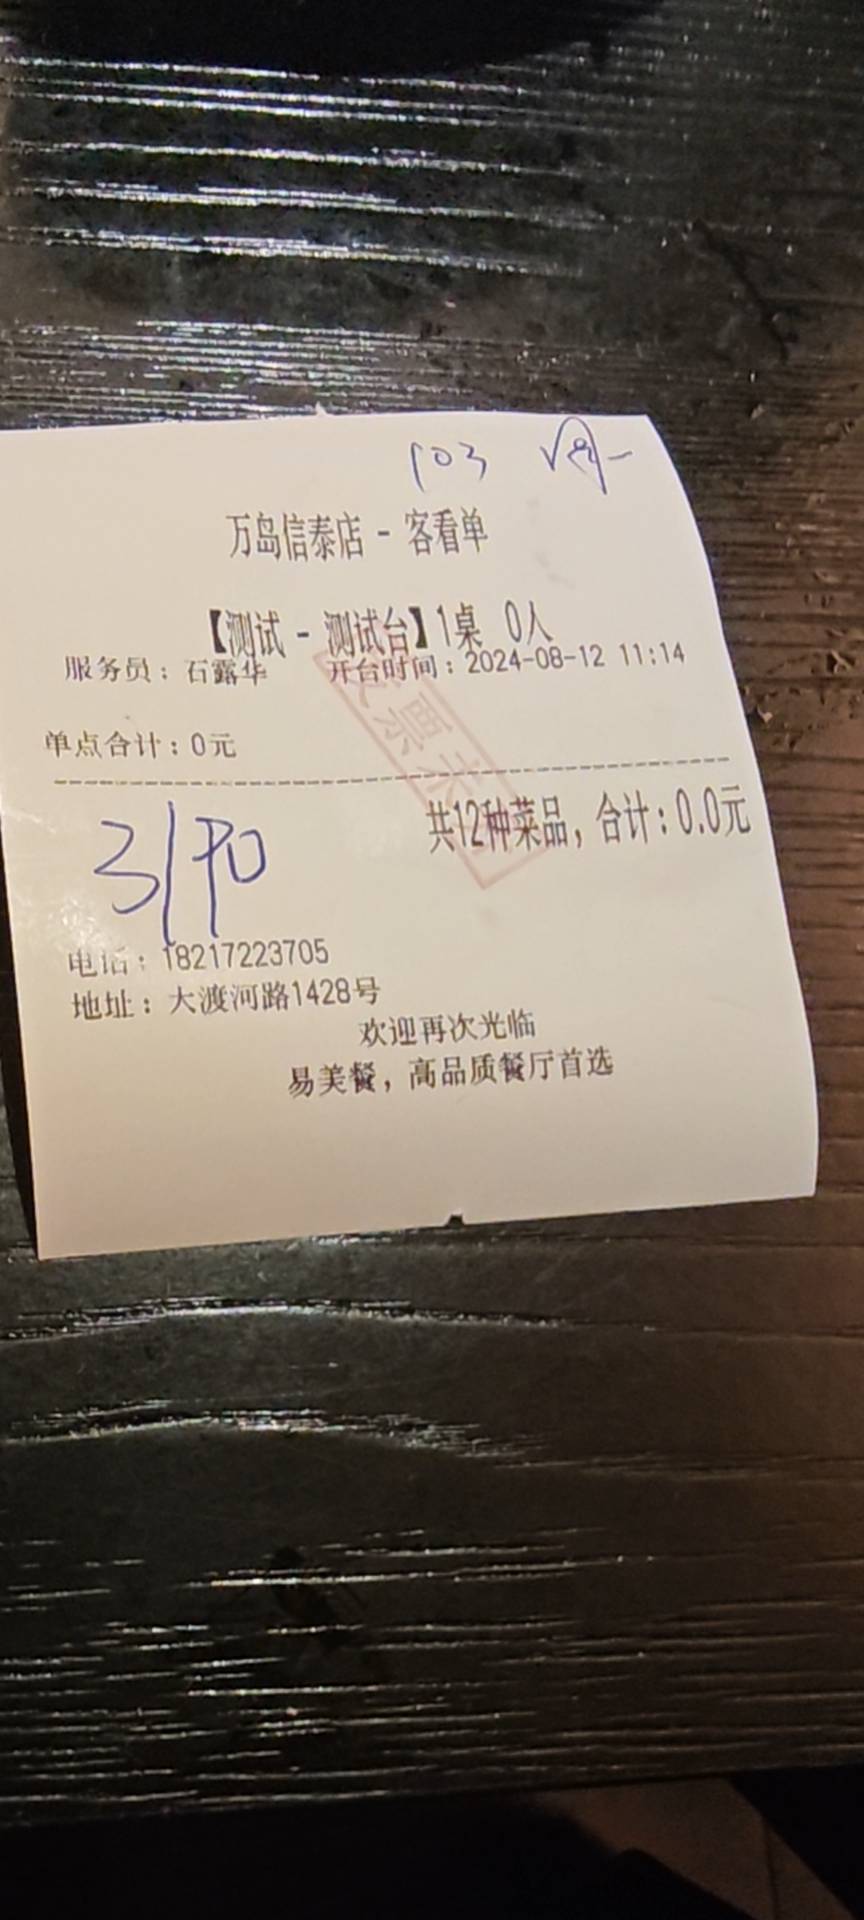 103
万岛信泰店 - 客看单
【测试 - 测试台】1桌 0人
服务员：石露华 开台时间：2024-08-12 11:14
单点合计：0元
共12种菜品，合计：0.0元
电话：18217223705
地址：大渡河路1428号
欢迎再次光临
易美餐，高品质餐厅首选